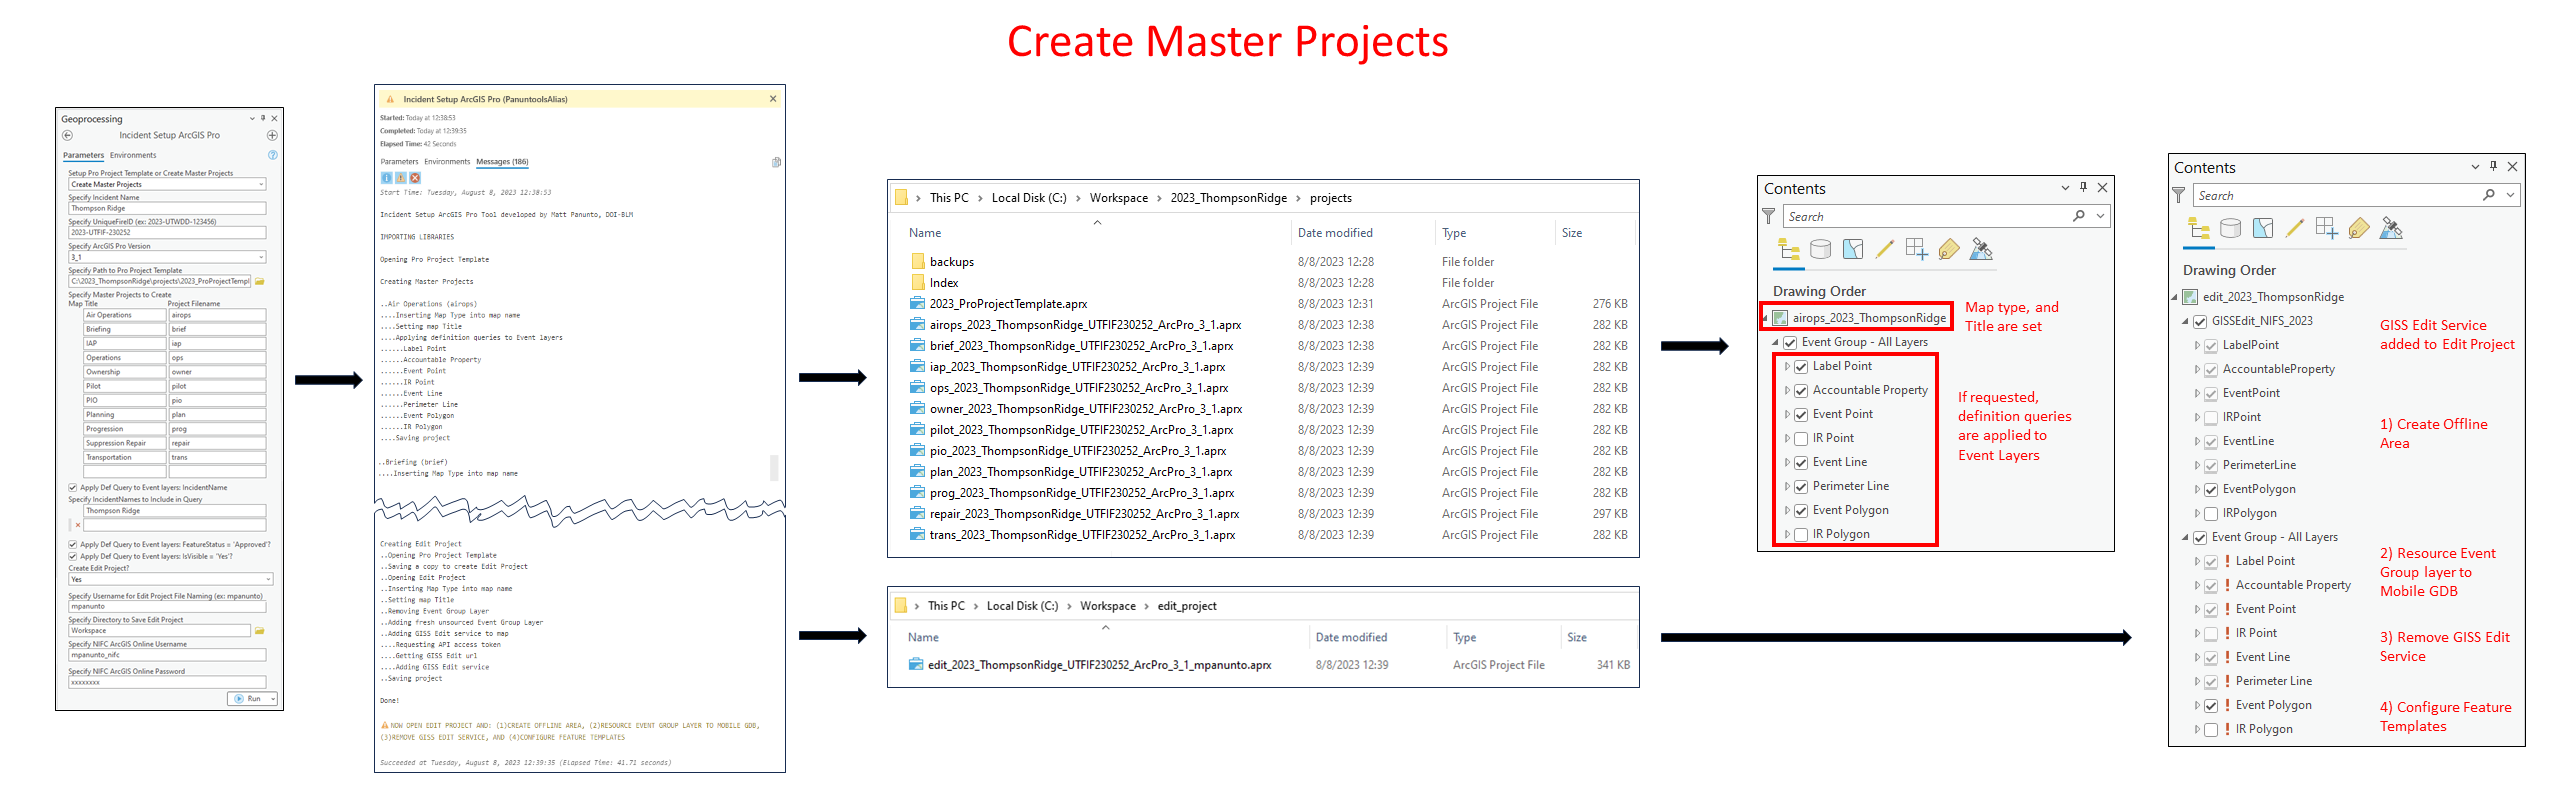 Create Master Projects
Geoprocessing
Incident Setup ArcGIS Pro
Parameters Environments
Setup Pro Project Template or Create Master Projects
Create Master Projects
Specify Incident Name
Thompson Ridge
Specify UniqueFireID (ex: 2023-UTWDD-123456)
2023-UTFIF-230252
Specify ArcGIS Pro Version
3_1
Specify Path to Pro Project Template
C:\2023_ThompsonRidge\projects\2023_ProProjectTempl
Specify Master Projects to Create
Map Title Project Filename
Air Operations airops
Briefing brief
IAP iap
Operations ops
Ownership owner
Pilot pilot
PIO pio
Planning plan
Progression prog
Suppression Repair repair
Transportation trans
Apply Def Query to Event layers: IncidentName
Specify IncidentNames to Include in Query
Thompson Ridge
Apply Def Query to Event layers: FeatureStatus = 'Approved'?
Apply Def Query to Event layers: IsVisible = 'Yes'?
Create Edit Project?
Yes
Specify Username for Edit Project File Naming (ex: mpanunto)
mpanunto
Specify Directory to Save Edit Project
Workspace
Specify NIFC ArcGIS Online Username
mpanunto_nifc
Specify NIFC ArcGIS Online Password
xxxxxxxx
Run
Incident Setup ArcGIS Pro (PanuntoolsAlias)
Started: Today at 12:38:53
Completed: Today at 12:39:35
Elapsed Time: 42 Seconds
Parameters Environments Messages (186)
Start Time: Tuesday, August 8, 2023 12:38:53
Incident Setup ArcGIS Pro Tool developed by Matt Panunto, DOI-BLM
IMPORTING LIBRARIES
Opening Pro Project Template
Creating Master Projects
..Air Operations (airops)
....Inserting Map Type into map name
....Setting map Title
....Applying definition queries to Event layers
......Label Point
......Accountable Property
......Event Point
......IR Point
......Event Line
......Perimeter Line
......Event Polygon
......IR Polygon
....Saving project
..Briefing (brief)
....Inserting Map Type into map name
Creating Edit Project
..Opening Pro Project Template
..Saving a copy to create Edit Project
..Opening Edit Project
..Inserting Map Type into map name
..Setting map Title
..Removing Event Group Layer
..Adding fresh unsourced Event Group Layer
..Adding GISS Edit service to map
....Requesting API access token
....Getting GISS Edit url
....Adding GISS Edit service
..Saving project
Done!
NOW OPEN EDIT PROJECT AND: (1)CREATE OFFLINE AREA, (2)RESOURCE EVENT GROUP LAYER TO MOBILE GDB,
(3)REMOVE GISS EDIT SERVICE, AND (4)CONFIGURE FEATURE TEMPLATES
Succeeded at Tuesday, August 8, 2023 12:39:35 (Elapsed Time: 41.71 seconds)
This PC > Local Disk (C:) > Workspace > 2023_ThompsonRidge > projects
Name Date modified Type Size
backups 8/8/2023 12:28 File folder
Index 8/8/2023 12:28 File folder
2023_ProProjectTemplate.aprx 8/8/2023 12:31 ArcGIS Project File 276 KB
airops_2023_ThompsonRidge_UTFIF230252_ArcPro_3_1.aprx 8/8/2023 12:38 ArcGIS Project File 282 KB
brief_2023_ThompsonRidge_UTFIF230252_ArcPro_3_1.aprx 8/8/2023 12:38 ArcGIS Project File 282 KB
iap_2023_ThompsonRidge_UTFIF230252_ArcPro_3_1.aprx 8/8/2023 12:38 ArcGIS Project File 282 KB
ops_2023_ThompsonRidge_UTFIF230252_ArcPro_3_1.aprx 8/8/2023 12:38 ArcGIS Project File 282 KB
owner_2023_ThompsonRidge_UTFIF230252_ArcPro_3_1.aprx 8/8/2023 12:39 ArcGIS Project File 282 KB
pilot_2023_ThompsonRidge_UTFIF230252_ArcPro_3_1.aprx 8/8/2023 12:39 ArcGIS Project File 282 KB
pio_2023_ThompsonRidge_UTFIF230252_ArcPro_3_1.aprx 8/8/2023 12:39 ArcGIS Project File 282 KB
plan_2023_ThompsonRidge_UTFIF230252_ArcPro_3_1.aprx 8/8/2023 12:39 ArcGIS Project File 282 KB
prog_2023_ThompsonRidge_UTFIF230252_ArcPro_3_1.aprx 8/8/2023 12:39 ArcGIS Project File 282 KB
repair_2023_ThompsonRidge_UTFIF230252_ArcPro_3_1.aprx 8/8/2023 12:39 ArcGIS Project File 297 KB
trans_2023_ThompsonRidge_UTFIF230252_ArcPro_3_1.aprx 8/8/2023 12:39 ArcGIS Project File 282 KB
This PC > Local Disk (C:) > Workspace > edit_project
Name Date modified Type Size
edit_2023_ThompsonRidge_UTFIF230252_ArcPro_3_1_mpanunto.aprx 8/8/2023 12:39 ArcGIS Project File 341 KB
Contents
Search
Drawing Order
airops_2023_ThompsonRidge
Event Group - All Layers
Label Point
Accountable Property
Event Point
IR Point
Event Line
Perimeter Line
Event Polygon
IR Polygon
Map type, and
Title are set
If requested,
definition queries
are applied to
Event Layers
Contents
Search
Drawing Order
edit_2023_ThompsonRidge
GISSEdit_NIFS_2023
LabelPoint
AccountableProperty
EventPoint
IRPoint
EventLine
PerimeterLine
EventPolygon
IRPolygon
Event Group - All Layers
Label Point
Accountable Property
Event Point
IR Point
Event Line
Perimeter Line
Event Polygon
IR Polygon
GISS Edit Service
added to Edit Project
1) Create Offline
Area
2) Resource Event
Group layer to
Mobile GDB
3) Remove GISS Edit
Service
4) Configure Feature
Templates